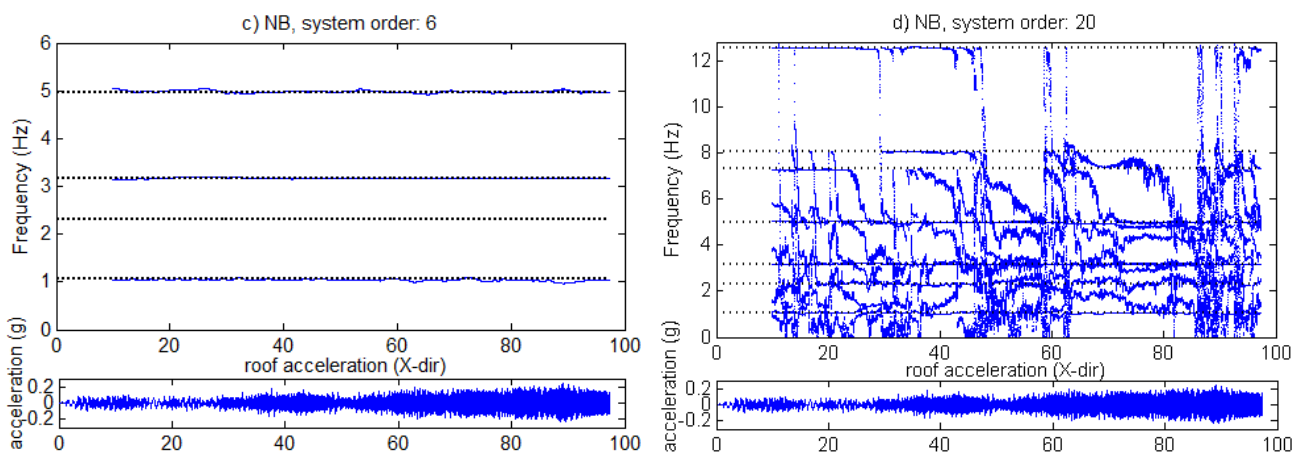 c) NB, system order: 6
Frequency (Hz)
6
5
4
3
2
1
0
0 20 40 60 80 100
roof acceleration (X-dir)
acceleration (g)
0.2
0
-0.2
0 20 40 60 80 100
d) NB, system order: 20
Frequency (Hz)
12
10
8
6
4
2
0
0 20 40 60 80 100
roof acceleration (X-dir)
acceleration (g)
0.2
0
-0.2
0 20 40 60 80 100